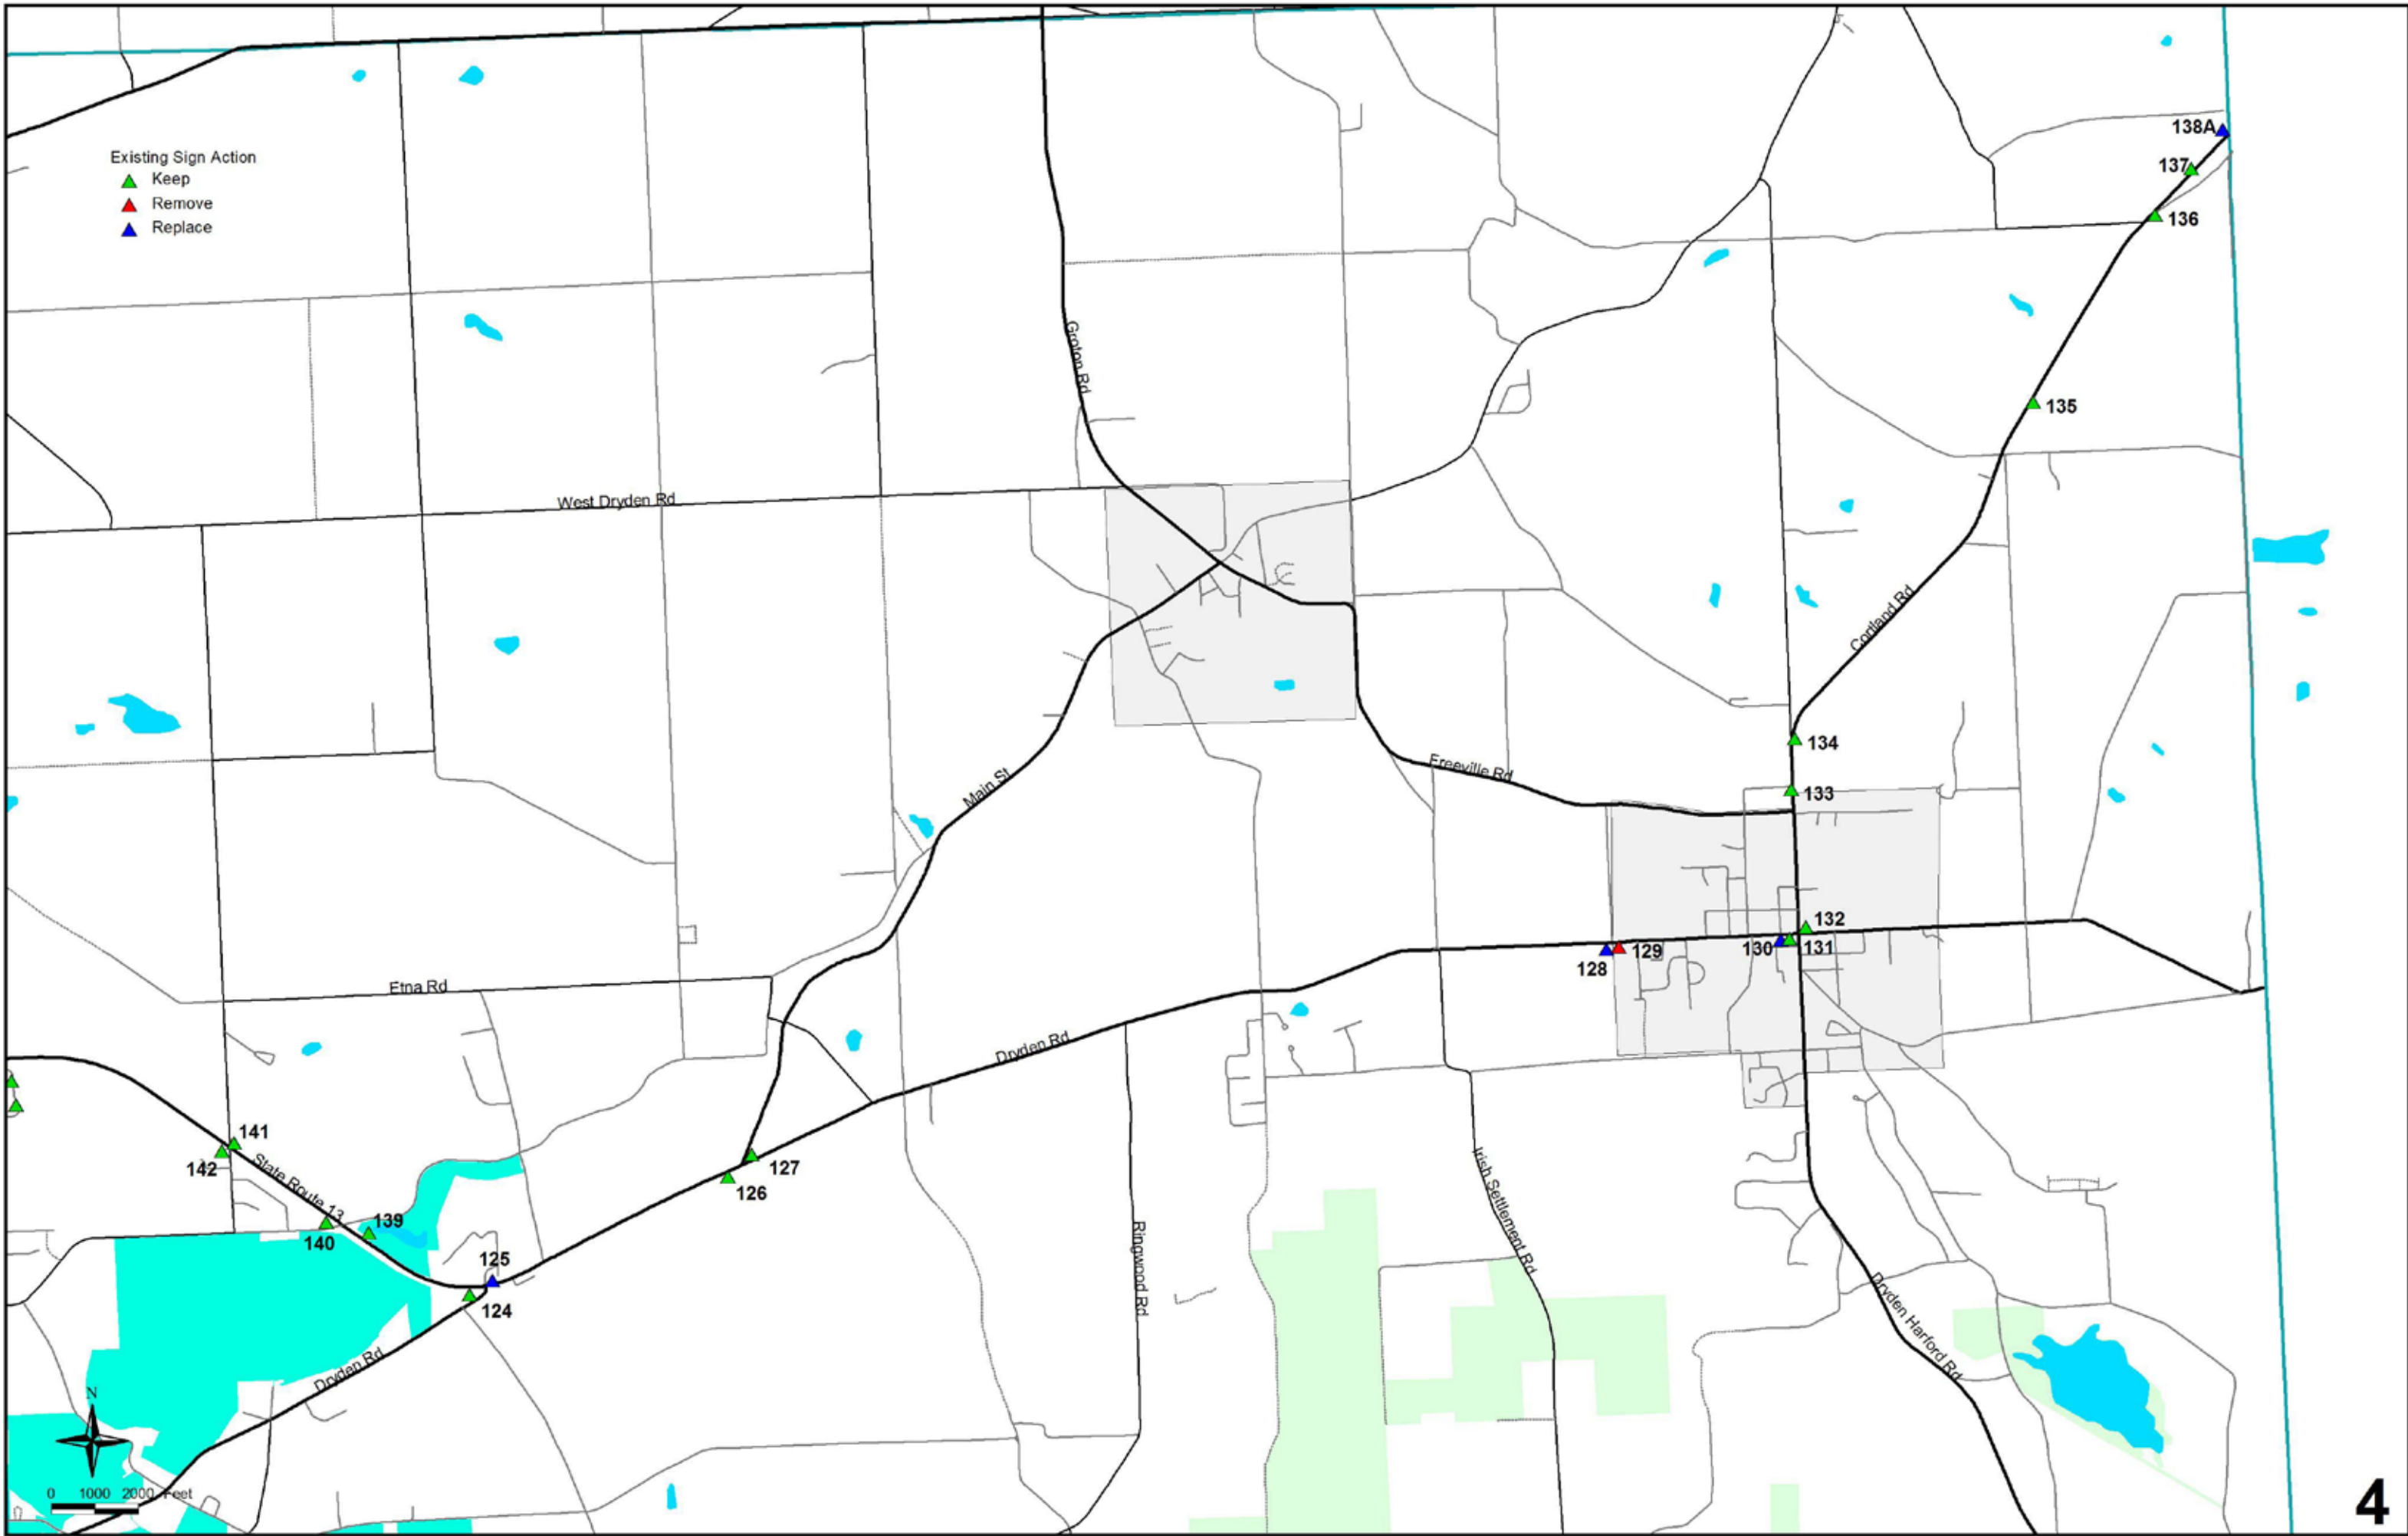 138A
Existing Sign Action
137
Keep
Remove
136
Replace
Groton Rd
135
West Dryden Rd
Cortland Rd
134
Freeville Rd
Main St
133
132
130
131
129
128
Etna Rd
Dryden Rd
141
142
State Route 13
127
126
139
140
125
124
Irish Settlement Rd
Ringwood Rd
Dryden Harford Rd
Dryden Rd
N
0 1000 2000 Feet
4